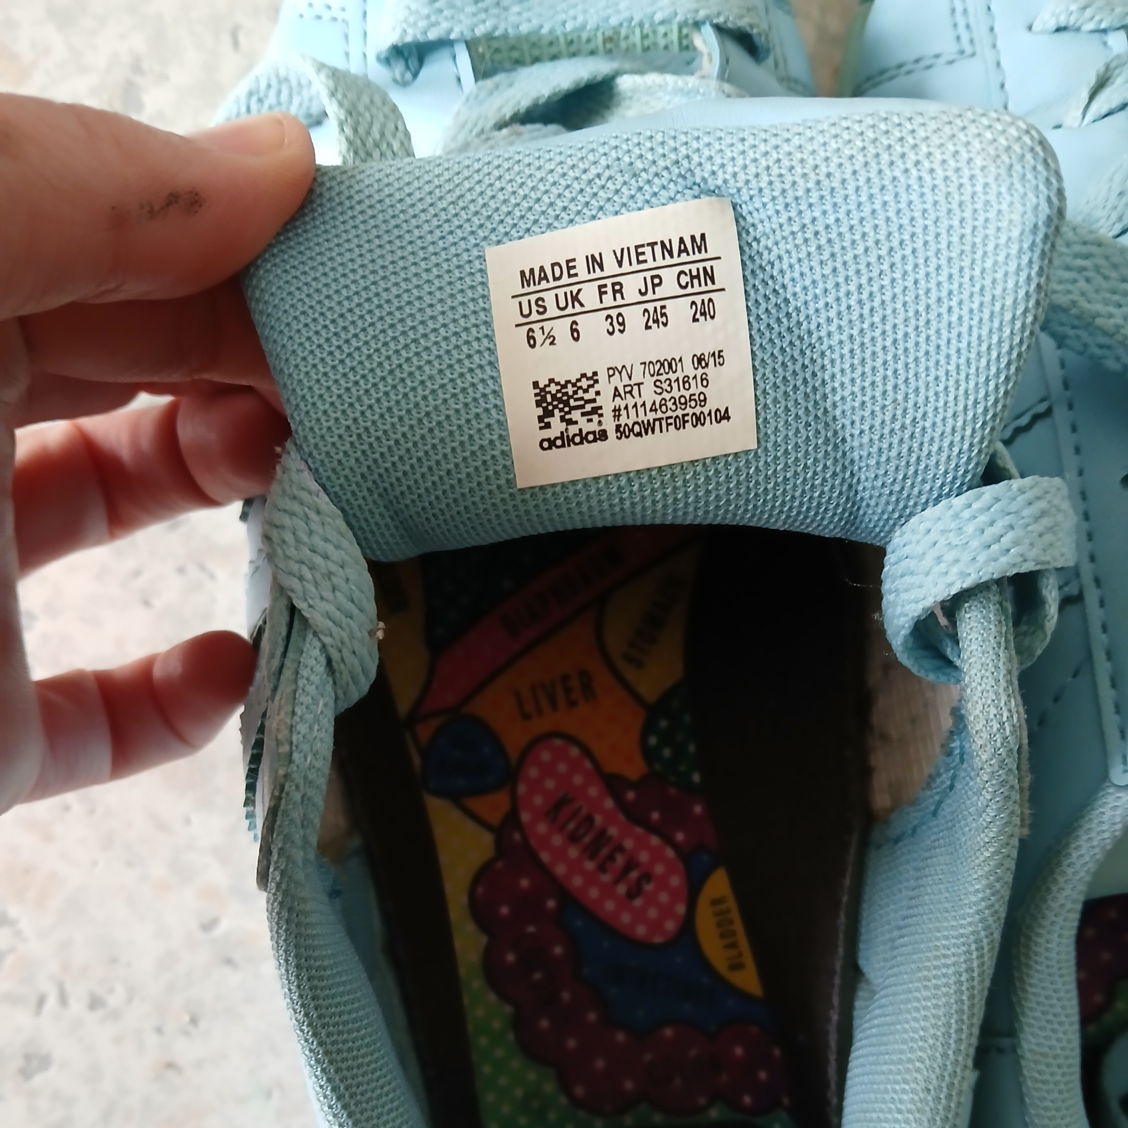 MADE IN VIETNAM
US UK FR JP CHN
6½ 6 39 245 240
PYV 702001 06/15
ART S31616
#111463959
adidas® 50QWTF0F00104
DIAPHRAGM
STOMACH
LIVER
KIDNEYS
BLADDER